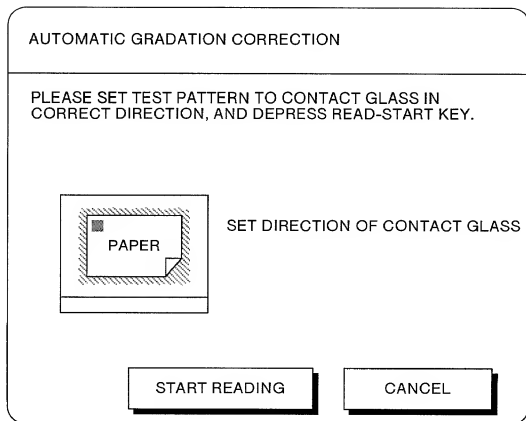 AUTOMATIC GRADATION CORRECTION
PLEASE SET TEST PATTERN TO CONTACT GLASS IN
CORRECT DIRECTION, AND DEPRESS READ-START KEY.
SET DIRECTION OF CONTACT GLASS
PAPER
START READING
CANCEL